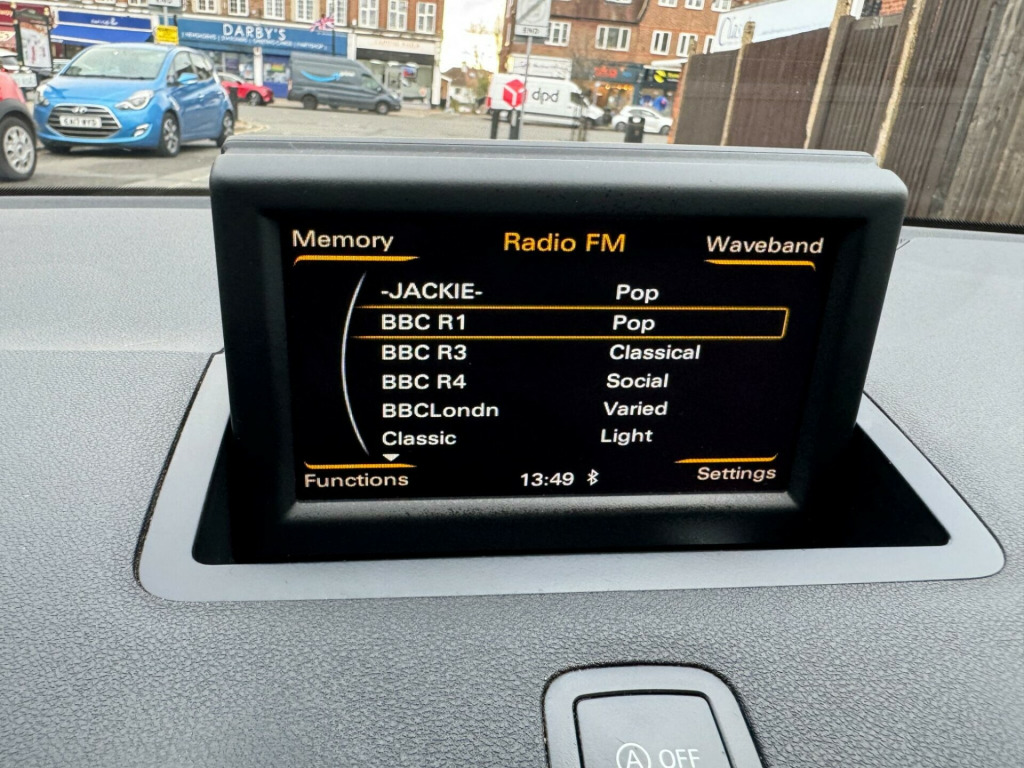 DARBY'S
dpd
END
Memory
Radio FM
Waveband
-JACKIE- Pop
BBC R1 Pop
BBC R3 Classical
BBC R4 Social
BBCLondn Varied
Classic Light
Functions
13:49
Settings
A OFF